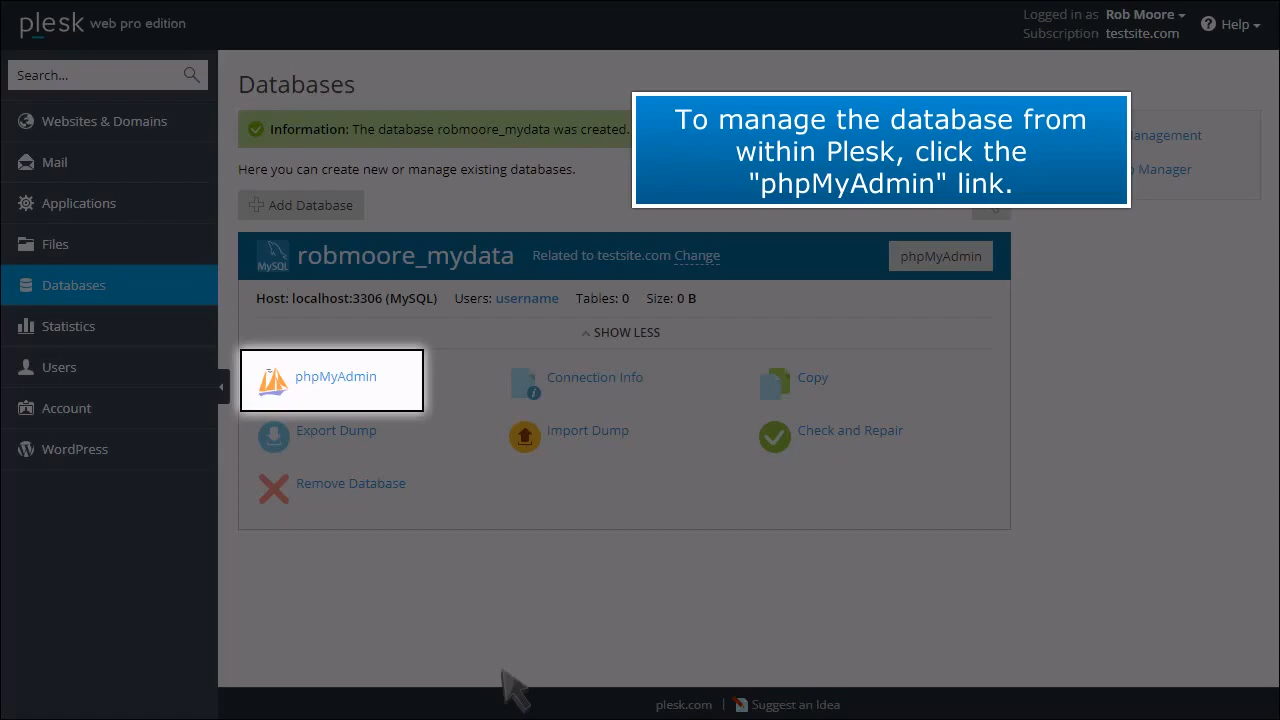 plesk web pro edition
Logged in as Rob Moore
Subscription testsite.com
Help
Search...
Websites & Domains
Mail
Applications
Files
Databases
Statistics
Users
Account
WordPress
Databases
Information: The database robmoore_mydata was created.
Here you can create new or manage existing databases.
Add Database
To manage the database from
within Plesk, click the
"phpMyAdmin" link.
Manager
MySQL
robmoore_mydata
Related to testsite.com Change
phpMyAdmin
Host: localhost:3306 (MySQL) Users: username Tables: 0 Size: 0 B
SHOW LESS
phpMyAdmin
Connection Info
Copy
Export Dump
Import Dump
Check and Repair
Remove Database
plesk.com | Suggest an Idea